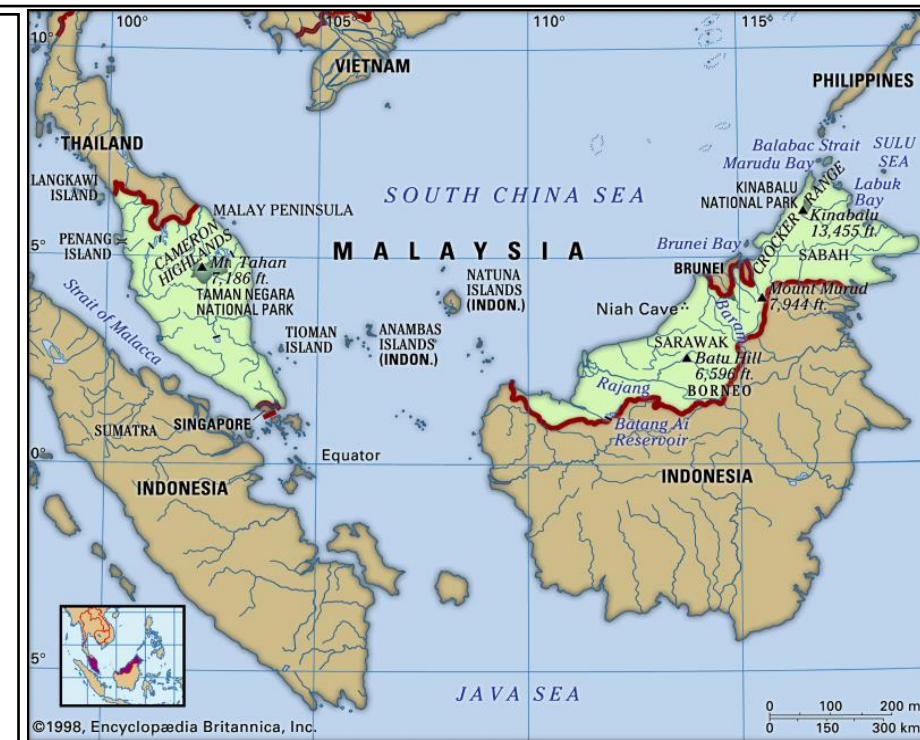 100°
105°
110°
115°
10°
VIETNAM
PHILIPPINES
THAILAND
Balabac Strait
SULU
SEA
Marudu Bay
LANGKAWI
ISLAND
KINABALU
NATIONAL PARK
Labuk
Bay
SOUTH CHINA SEA
MALAY PENINSULA
CROCKER RANGE
Kinabalu
13,455 ft.
PENANG
ISLAND
CAMERON
HIGHLANDS
5°
MALAYSIA
Brunei Bay
SABAH
Mt. Tahan
7,186 ft.
BRUNEI
TAMAN NEGARA
NATIONAL PARK
NATUNA
ISLANDS
(INDON.)
Mount Murud
7,944 ft.
Strait of Malacca
Niah Cave
Baram
TIOMAN
ISLAND
ANAMBAS
ISLANDS
(INDON.)
SARAWAK
Batu Hill
6,596 ft.
Rajang
BORNEO
SINGAPORE
SUMATRA
Batang Ai
Reservoir
0°
Equator
INDONESIA
INDONESIA
5°
JAVA SEA
0 100 200 m
0 150 300 km
©1998, Encyclopædia Britannica, Inc.